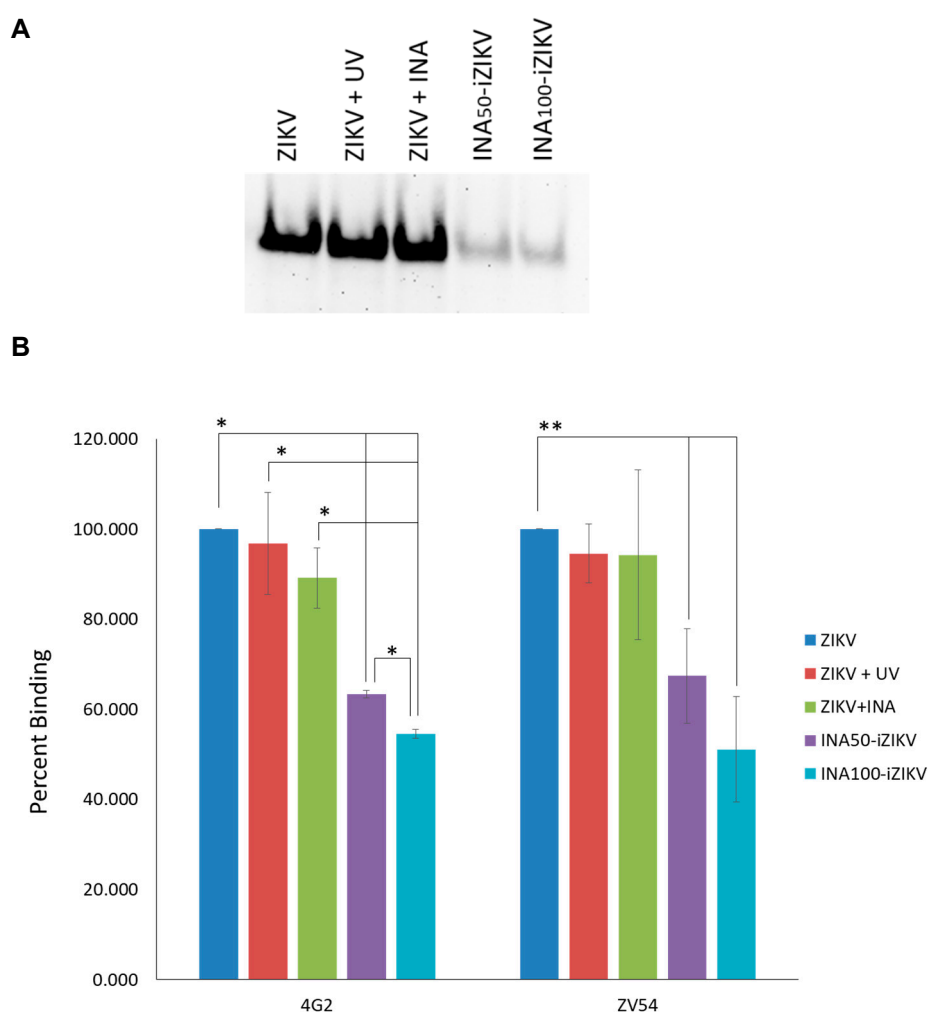 A
ZIKV
ZIKV + UV
ZIKV + INA
INA50-iZIKV
INA100-iZIKV
B
Percent Binding
120.000
100.000
80.000
60.000
40.000
20.000
0.000
*
*
*
*
**
4G2
ZV54
ZIKV
ZIKV + UV
ZIKV+INA
INA50-iZIKV
INA100-iZIKV